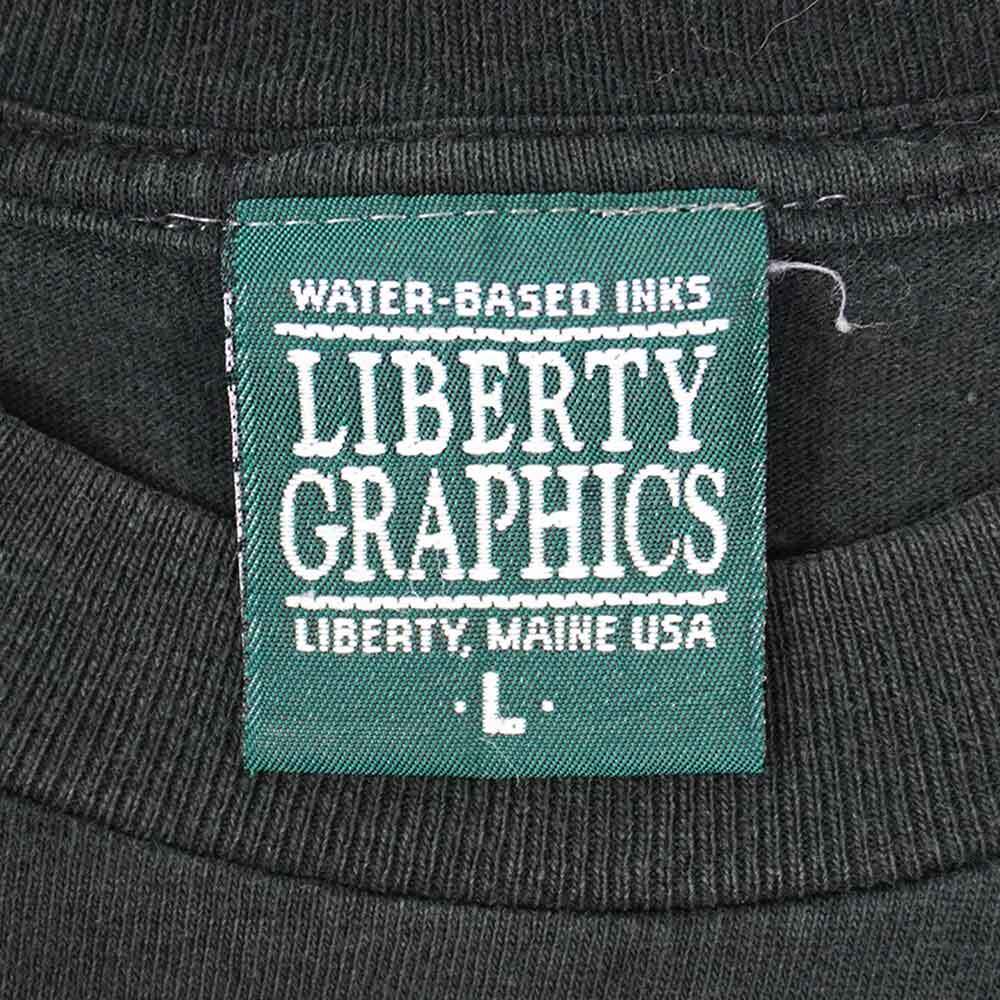 WATER-BASED INKS
LIBERTY
GRAPHICS
LIBERTY, MAINE USA
· L ·